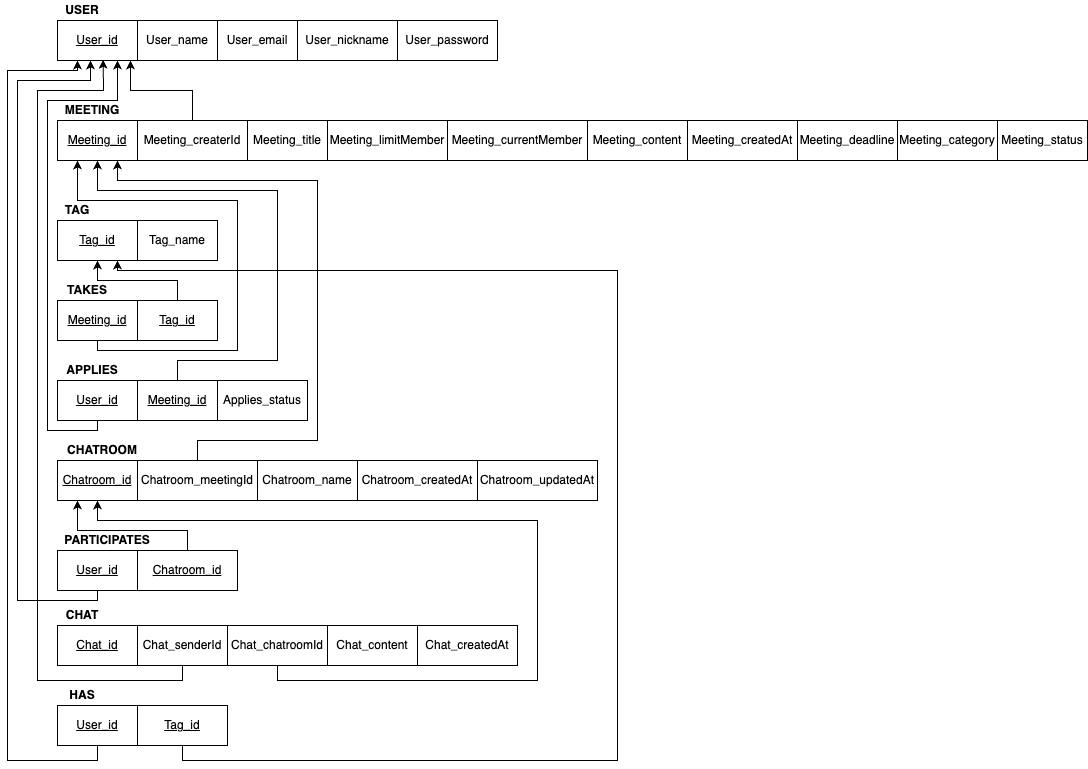 USER
User_id User_name User_email User_nickname User_password
MEETING
Meeting_id Meeting_createrId Meeting_title Meeting_limitMember Meeting_currentMember Meeting_content Meeting_createdAt Meeting_deadline Meeting_category Meeting_status
TAG
Tag_id Tag_name
TAKES
Meeting_id Tag_id
APPLIES
User_id Meeting_id Applies_status
CHATROOM
Chatroom_id Chatroom_meetingId Chatroom_name Chatroom_createdAt Chatroom_updatedAt
PARTICIPATES
User_id Chatroom_id
CHAT
Chat_id Chat_senderId Chat_chatroomId Chat_content Chat_createdAt
HAS
User_id Tag_id